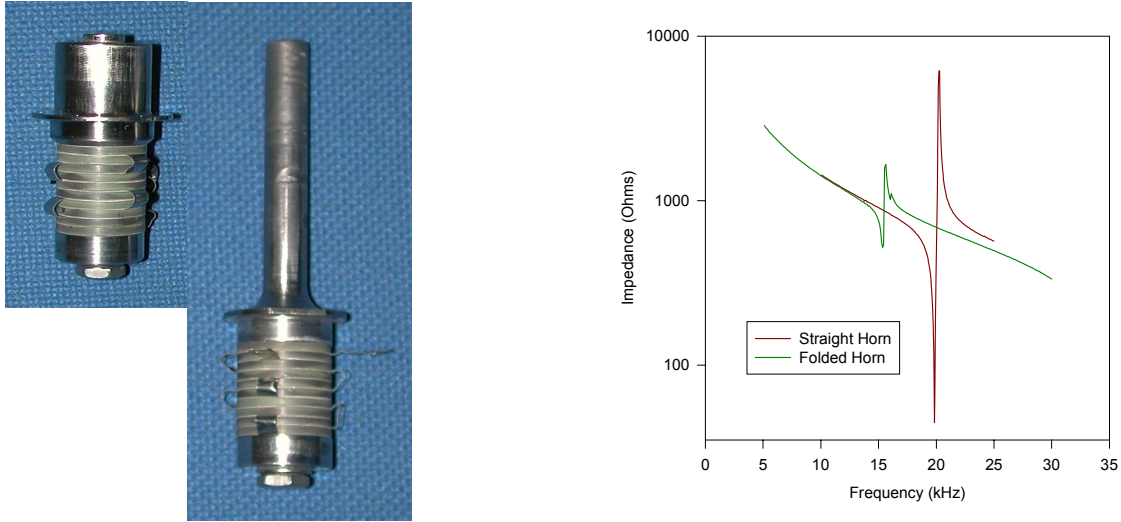 10000
1000
100
Impedance (Ohms)
Straight Horn
Folded Horn
0 5 10 15 20 25 30 35
Frequency (kHz)